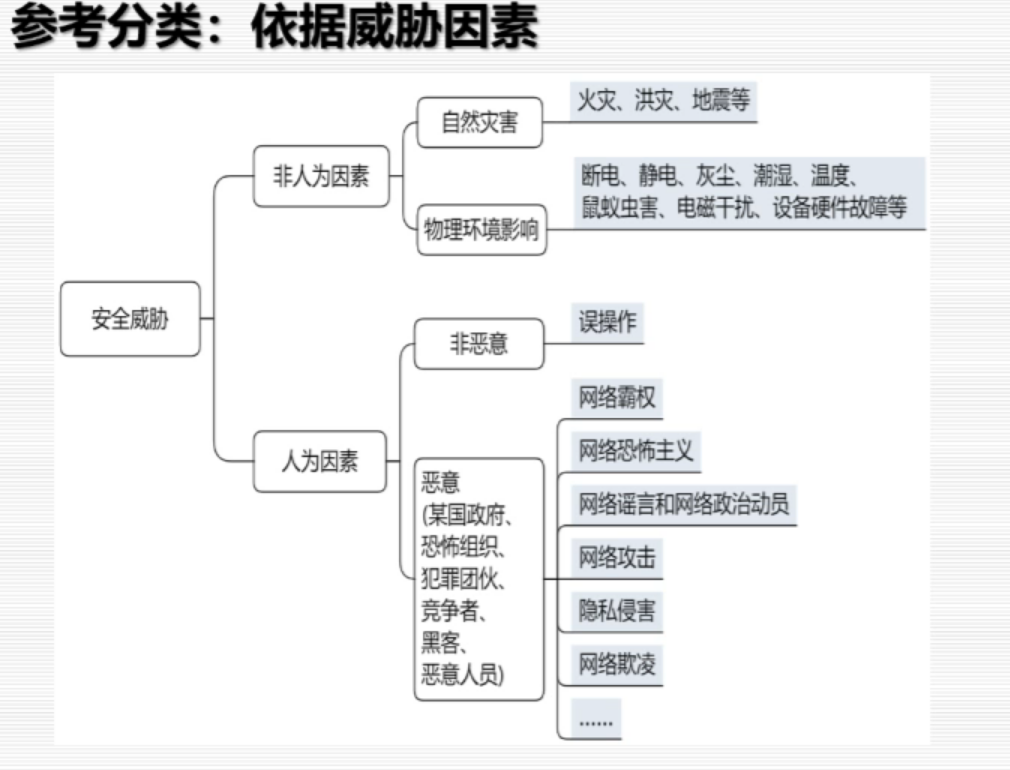 参考分类：依据威胁因素
安全威胁
非人为因素
自然灾害
火灾、洪灾、地震等
物理环境影响
断电、静电、灰尘、潮湿、温度、
鼠蚁虫害、电磁干扰、设备硬件故障等
人为因素
非恶意
误操作
恶意
(某国政府、
恐怖组织、
犯罪团伙、
竞争者、
黑客、
恶意人员)
网络霸权
网络恐怖主义
网络谣言和网络政治动员
网络攻击
隐私侵害
网络欺凌
……